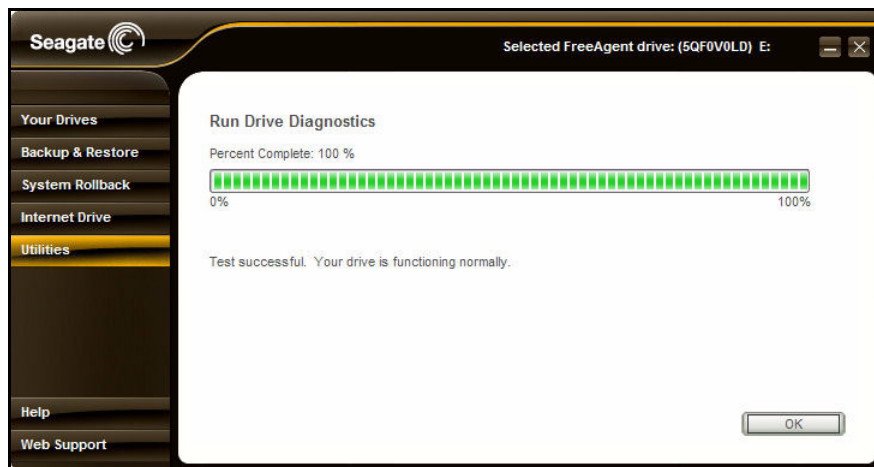 Seagate
Selected FreeAgent drive: (5QF0V0LD) E:
Your Drives
Backup & Restore
System Rollback
Internet Drive
Utilities
Help
Web Support
Run Drive Diagnostics
Percent Complete: 100 %
0% 100%
Test successful. Your drive is functioning normally.
OK